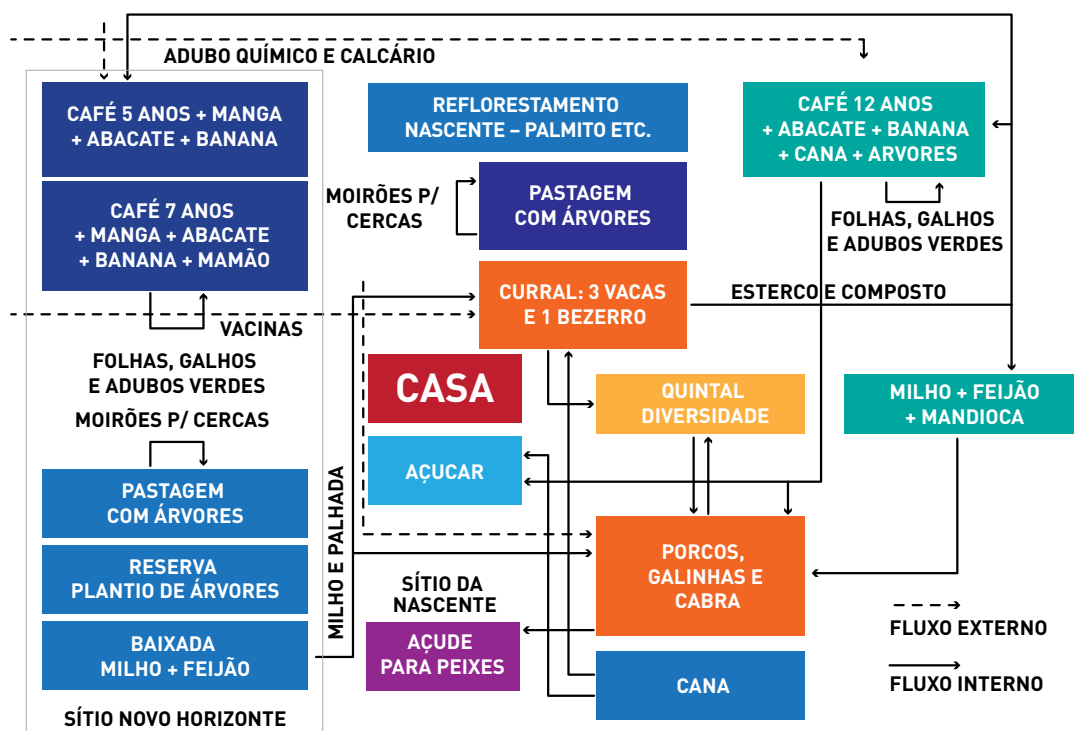 ADUBO QUÍMICO E CALCÁRIO
CAFÉ 5 ANOS + MANGA
+ ABACATE + BANANA
REFLORESTAMENTO
NASCENTE – PALMITO ETC.
CAFÉ 12 ANOS
+ ABACATE + BANANA
+ CANA + ARVORES
MOIRÕES P/
CERCAS
PASTAGEM
COM ÁRVORES
CAFÉ 7 ANOS
+ MANGA + ABACATE
+ BANANA + MAMÃO
FOLHAS, GALHOS
E ADUBOS VERDES
CURRAL: 3 VACAS
E 1 BEZERRO
ESTERCO E COMPOSTO
VACINAS
FOLHAS, GALHOS
E ADUBOS VERDES
CASA
QUINTAL
DIVERSIDADE
MILHO + FEIJÃO
+ MANDIOCA
MOIRÕES P/ CERCAS
AÇUCAR
PASTAGEM
COM ÁRVORES
MILHO E PALHADA
RESERVA
PLANTIO DE ÁRVORES
PORCOS,
GALINHAS E
CABRA
SÍTIO DA
NASCENTE
BAIXADA
MILHO + FEIJÃO
AÇUDE
PARA PEIXES
CANA
FLUXO EXTERNO
FLUXO INTERNO
SÍTIO NOVO HORIZONTE